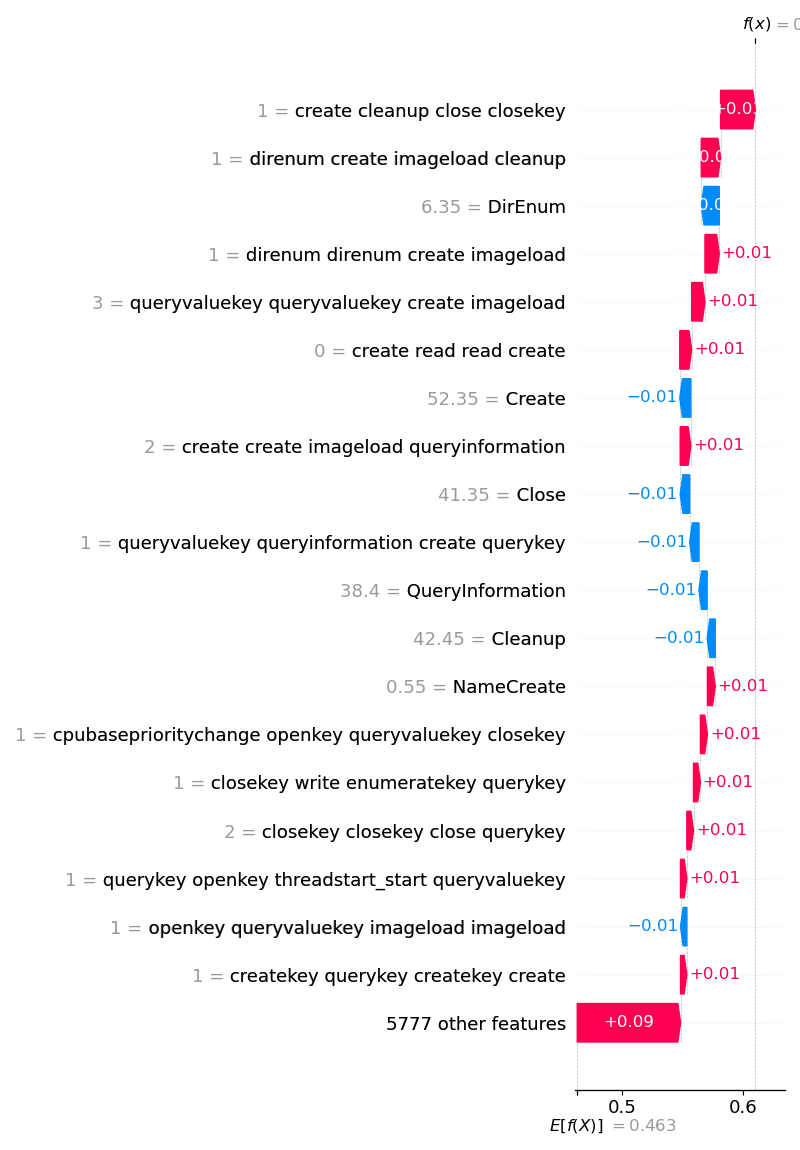 f(x) = 0
1 = create cleanup close closekey
1 = direnum create imageload cleanup
6.35 = DirEnum
1 = direnum direnum create imageload +0.01
3 = queryvaluekey queryvaluekey create imageload +0.01
0 = create read read create +0.01
52.35 = Create −0.01
2 = create create imageload queryinformation +0.01
41.35 = Close −0.01
1 = queryvaluekey queryinformation create querykey −0.01
38.4 = QueryInformation −0.01
42.45 = Cleanup −0.01
0.55 = NameCreate +0.01
1 = cpubaseprioritychange openkey queryvaluekey closekey +0.01
1 = closekey write enumeratekey querykey +0.01
2 = closekey closekey close querykey +0.01
1 = querykey openkey threadstart_start queryvaluekey +0.01
1 = openkey queryvaluekey imageload imageload −0.01
1 = createkey querykey createkey create +0.01
5777 other features +0.09
0.5 0.6
E[f(X)] = 0.463